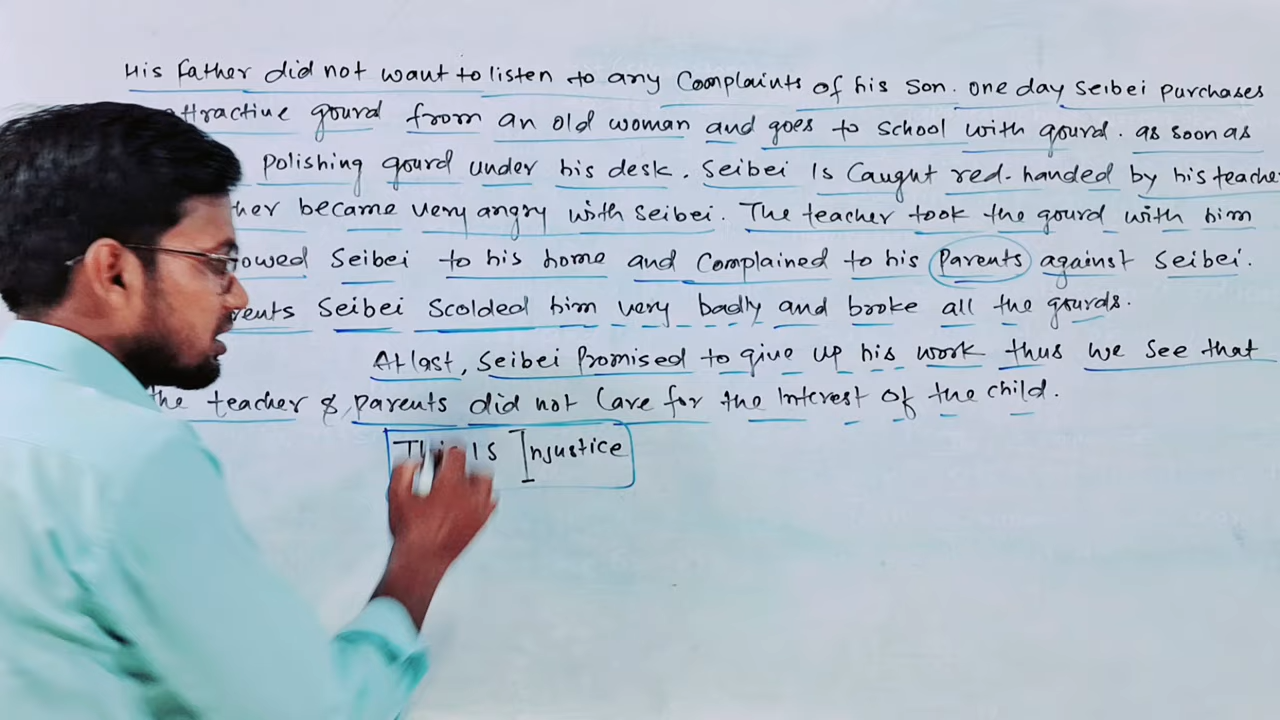 His father did not want to listen to any Complaints of his Son. one day Seibei purchases
attractive gourd from an old woman and goes to School with gourd. as soon as
Polishing gourd under his desk. Seibei Is Caught red-handed by his teache
became very angry with Seibei. The teacher took the gourd with him
Seibei to his home and Complained to his Parents against Seibei.
Seibei Scolded him very badly and broke all the gourds.
At last, Seibei Promised to give up his work thus we see that
the teacher & parents did not Care for the Interest of the child.
This Is Injustice